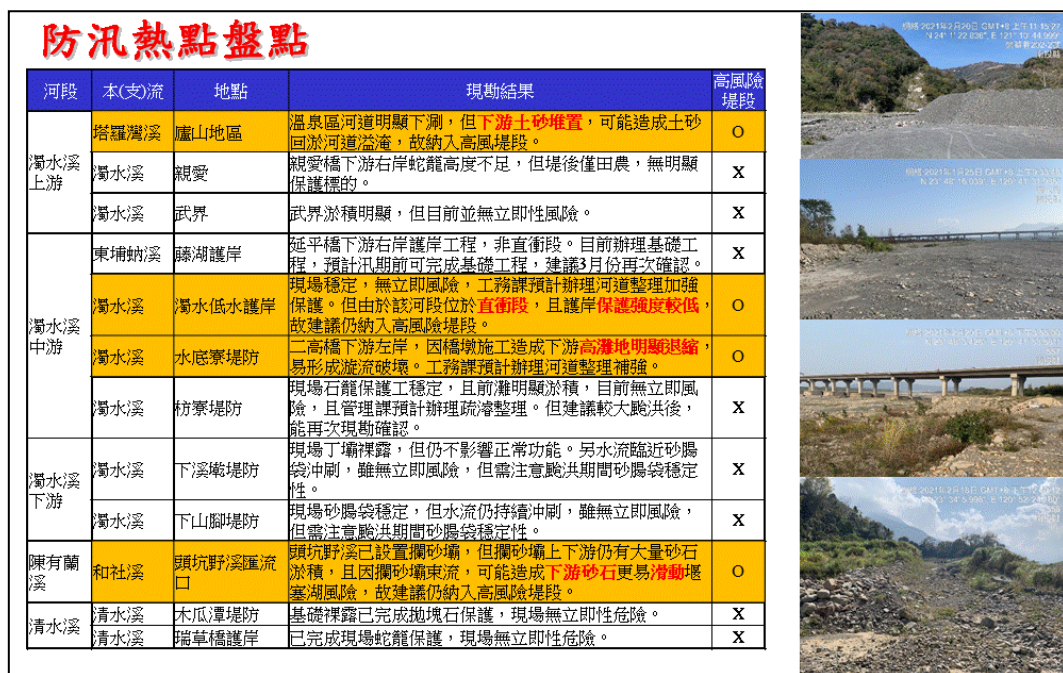 防汛熱點盤點
河段 本(支)流 地點 現勘結果 高風險
堤段
濁水溪
上游
塔羅灣溪 廬山地區
溫泉區河道明顯下涮，但下游土砂堆置，可能造成土砂
回淤河道溢淹，故納入高風堤段。
O
濁水溪 親愛
親愛橋下游右岸蛇籠高度不足，但堤後僅田農，無明顯
保護標的。
X
濁水溪 武界 武界淤積明顯，但目前並無立即性風險。 X
濁水溪
中游
東埔蚋溪 藤湖護岸
延平橋下游右岸護岸工程，非直衝段。目前辦理基礎工
程，預計汛期前可完成基礎工程，建議3月份再次確認。
X
濁水溪 濁水低水護岸
現場穩定，無立即風險，工務課預計辦理河道整理加強
保護。但由於該河段位於直衝段，且護岸保護強度較低，
故建議仍納入高風險堤段。
O
濁水溪 水底寮堤防
二高橋下游左岸，因橋墩施工造成下游高灘地明顯退縮，
易形成漩流破壞。工務課預計辦理河道整理補強。
O
濁水溪 枋寮堤防
現場石籠保護工穩定，且前灘明顯淤積，目前無立即風
險，且管理課預計辦理疏濬整理。但建議較大颱洪後，
能再次現勘確認。
X
濁水溪
下游
濁水溪 下溪墘堤防
現場丁壩裸露，但仍不影響正常功能。另水流臨近砂腸
袋沖刷，雖無立即風險，但需注意颱洪期間砂腸袋穩定
性。
X
濁水溪 下山腳堤防
現場砂腸袋穩定，但水流仍持續沖刷，雖無立即風險，
但需注意颱洪期間砂腸袋穩定性。
X
陳有蘭
溪
和社溪 頭坑野溪匯流
口
頭坑野溪已設置攔砂壩，但攔砂壩上下游仍有大量砂石
淤積，且因攔砂壩束流，可能造成下游砂石更易滑動堰
塞湖風險，故建議仍納入高風險堤段。
O
清水溪
清水溪 木瓜潭堤防 基礎裸露已完成拋塊石保護，現場無立即性危險。 X
清水溪 瑞草橋護岸 已完成現場蛇籠保護，現場無立即性危險。 X